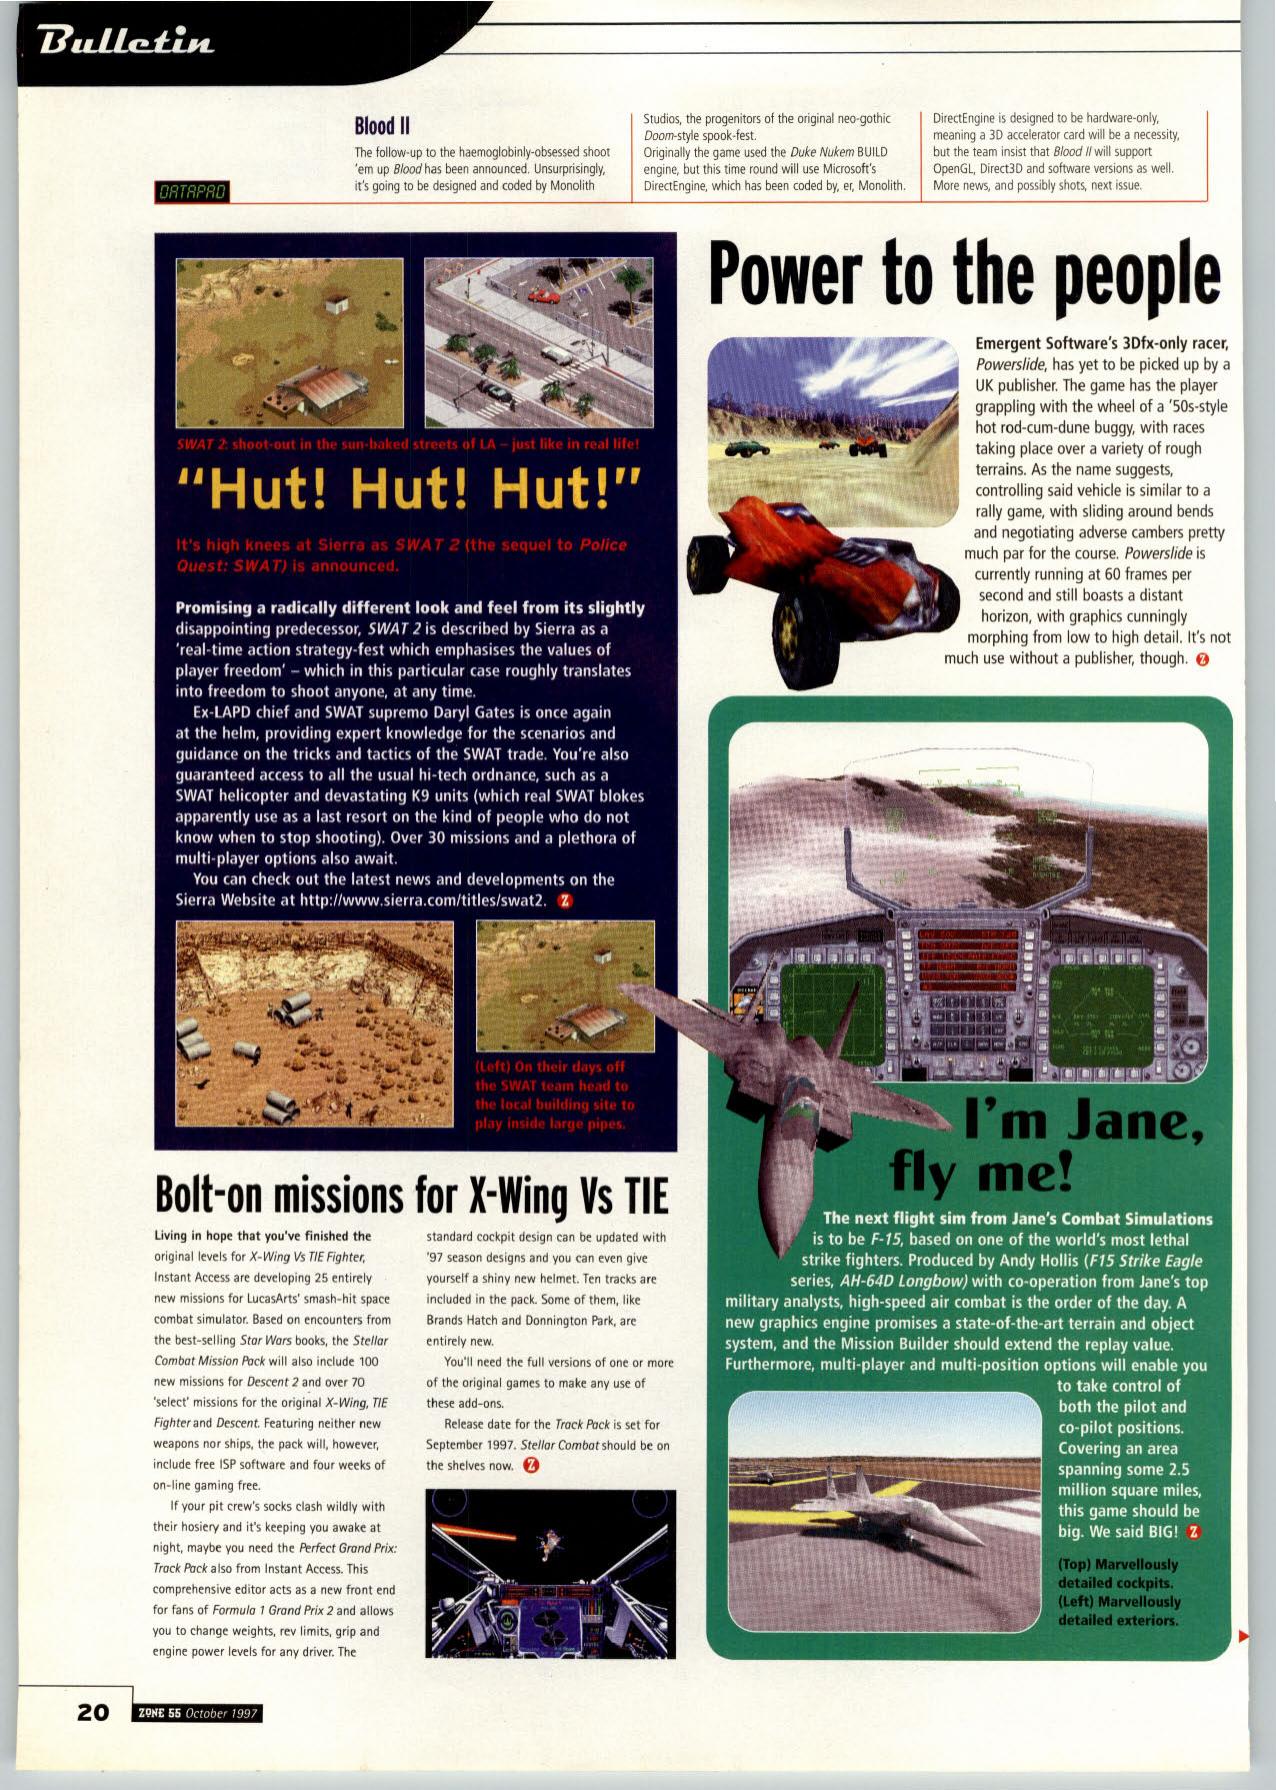 Bulletin
DATAPAD
Blood II
The follow-up to the haemoglobinly-obsessed shoot
'em up Blood has been announced. Unsurprisingly,
it's going to be designed and coded by Monolith
Studios, the progenitors of the original neo-gothic
Doom-style spook-fest.
Originally the game used the Duke Nukem BUILD
engine, but this time round will use Microsoft's
DirectEngine, which has been coded by, er, Monolith.
DirectEngine is designed to be hardware-only,
meaning a 3D accelerator card will be a necessity,
but the team insist that Blood II will support
OpenGL, Direct3D and software versions as well.
More news, and possibly shots, next issue.
SWAT 2: shoot-out in the sun-baked streets of LA – just like in real life!
"Hut! Hut! Hut!"
It's high knees at Sierra as SWAT 2 (the sequel to Police
Quest: SWAT) is announced.
Promising a radically different look and feel from its slightly
disappointing predecessor, SWAT 2 is described by Sierra as a
'real-time action strategy-fest which emphasises the values of
player freedom' – which in this particular case roughly translates
into freedom to shoot anyone, at any time.
Ex-LAPD chief and SWAT supremo Daryl Gates is once again
at the helm, providing expert knowledge for the scenarios and
guidance on the tricks and tactics of the SWAT trade. You're also
guaranteed access to all the usual hi-tech ordnance, such as a
SWAT helicopter and devastating K9 units (which real SWAT blokes
apparently use as a last resort on the kind of people who do not
know when to stop shooting). Over 30 missions and a plethora of
multi-player options also await.
You can check out the latest news and developments on the
Sierra Website at http://www.sierra.com/titles/swat2. Z
(Left) On their days off
the SWAT team head to
the local building site to
play inside large pipes.
Bolt-on missions for X-Wing Vs TIE
Living in hope that you've finished the
original levels for X-Wing Vs TIE Fighter,
Instant Access are developing 25 entirely
new missions for LucasArts' smash-hit space
combat simulator. Based on encounters from
the best-selling Star Wars books, the Stellar
Combat Mission Pack will also include 100
new missions for Descent 2 and over 70
'select' missions for the original X-Wing, TIE
Fighter and Descent. Featuring neither new
weapons nor ships, the pack will, however,
include free ISP software and four weeks of
on-line gaming free.
If your pit crew's socks clash wildly with
their hosiery and it's keeping you awake at
night, maybe you need the Perfect Grand Prix:
Track Pack also from Instant Access. This
comprehensive editor acts as a new front end
for fans of Formula 1 Grand Prix 2 and allows
you to change weights, rev limits, grip and
engine power levels for any driver. The
standard cockpit design can be updated with
'97 season designs and you can even give
yourself a shiny new helmet. Ten tracks are
included in the pack. Some of them, like
Brands Hatch and Donnington Park, are
entirely new.
You'll need the full versions of one or more
of the original games to make any use of
these add-ons.
Release date for the Track Pack is set for
September 1997. Stellar Combat should be on
the shelves now. Z
Power to the people
Emergent Software's 3Dfx-only racer,
Powerslide, has yet to be picked up by a
UK publisher. The game has the player
grappling with the wheel of a '50s-style
hot rod-cum-dune buggy, with races
taking place over a variety of rough
terrains. As the name suggests,
controlling said vehicle is similar to a
rally game, with sliding around bends
and negotiating adverse cambers pretty
much par for the course. Powerslide is
currently running at 60 frames per
second and still boasts a distant
horizon, with graphics cunningly
morphing from low to high detail. It's not
much use without a publisher, though. Z
I'm Jane,
fly me!
The next flight sim from Jane's Combat Simulations
is to be F-15, based on one of the world's most lethal
strike fighters. Produced by Andy Hollis (F15 Strike Eagle
series, AH-64D Longbow) with co-operation from Jane's top
military analysts, high-speed air combat is the order of the day. A
new graphics engine promises a state-of-the-art terrain and object
system, and the Mission Builder should extend the replay value.
Furthermore, multi-player and multi-position options will enable you
to take control of
both the pilot and
co-pilot positions.
Covering an area
spanning some 2.5
million square miles,
this game should be
big. We said BIG! Z
(Top) Marvellously
detailed cockpits.
(Left) Marvellously
detailed exteriors.
20
ZONE 55 October 1997